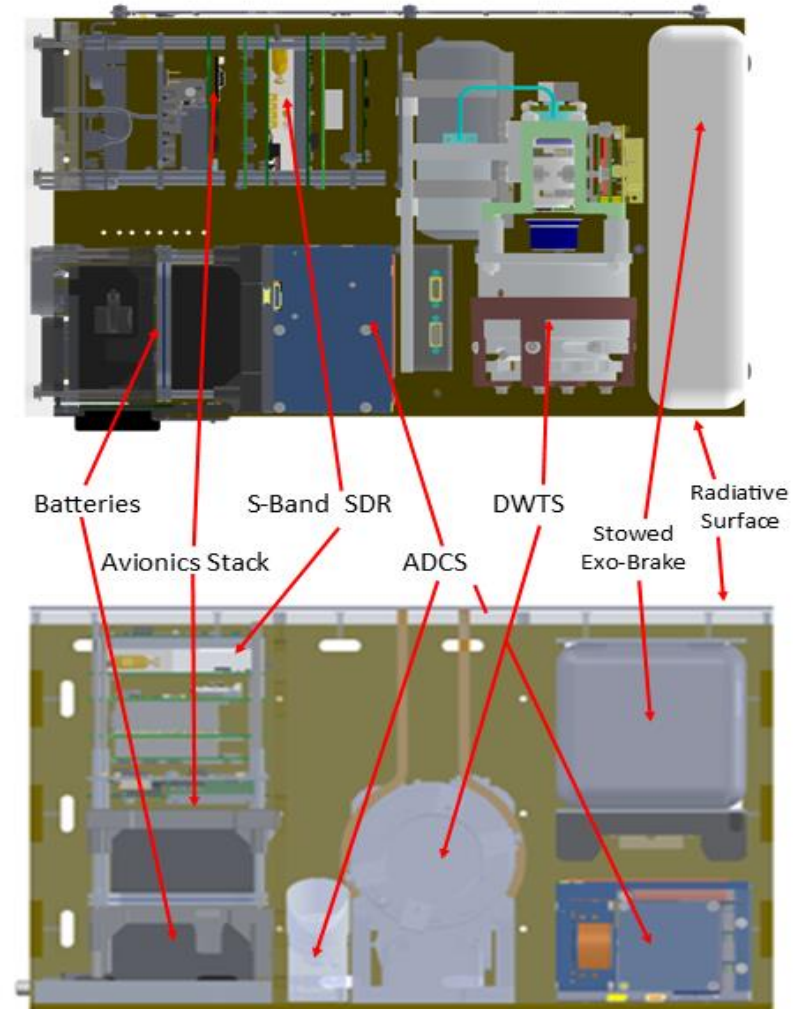 Batteries
S-Band SDR
DWTS
Radiative
Surface
Avionics Stack
ADCS
Stowed
Exo-Brake